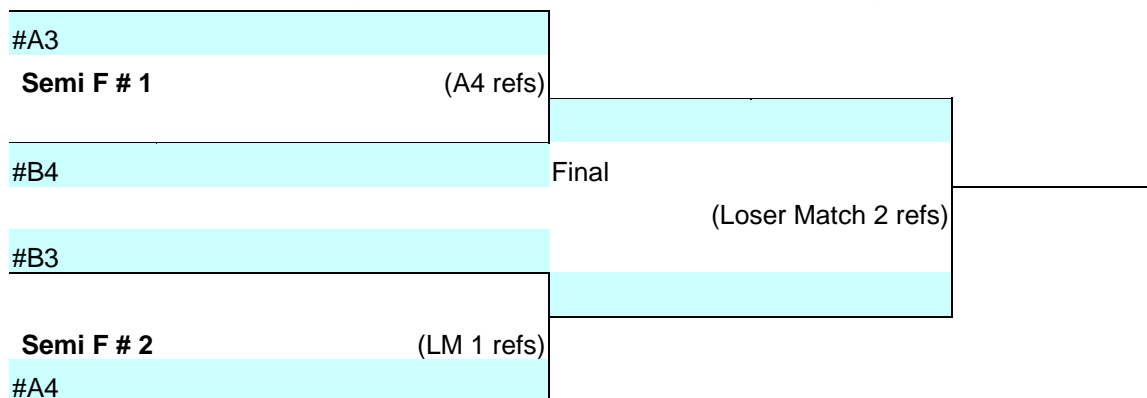 #A3
Semi F # 1 (A4 refs)
#B4 Final
(Loser Match 2 refs)
#B3
Semi F # 2 (LM 1 refs)
#A4